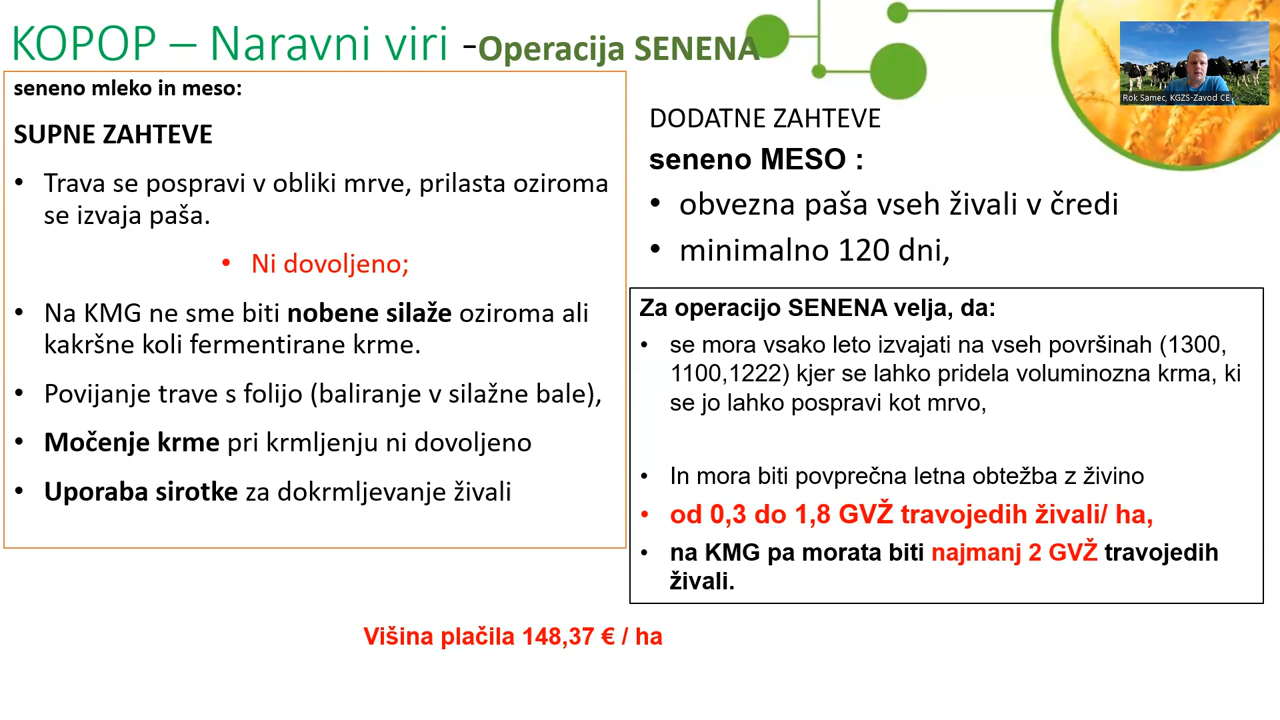 KOPOP – Naravni viri -Operacija SENENA
seneno mleko in meso:
SUPNE ZAHTEVE
• Trava se pospravi v obliki mrve, prilasta oziroma
se izvaja paša.
• Ni dovoljeno;
• Na KMG ne sme biti nobene silaže oziroma ali
kakršne koli fermentirane krme.
• Povijanje trave s folijo (baliranje v silažne bale),
• Močenje krme pri krmljenju ni dovoljeno
• Uporaba sirotke za dokrmljevanje živali
DODATNE ZAHTEVE
seneno MESO :
• obvezna paša vseh živali v čredi
• minimalno 120 dni,
Za operacijo SENENA velja, da:
• se mora vsako leto izvajati na vseh površinah (1300,
1100,1222) kjer se lahko pridela voluminozna krma, ki
se jo lahko pospravi kot mrvo,
• In mora biti povprečna letna obtežba z živino
• od 0,3 do 1,8 GVŽ travojedih živali/ ha,
• na KMG pa morata biti najmanj 2 GVŽ travojedih
živali.
Višina plačila 148,37 € / ha
Rok Samec, KGZS-Zavod CE